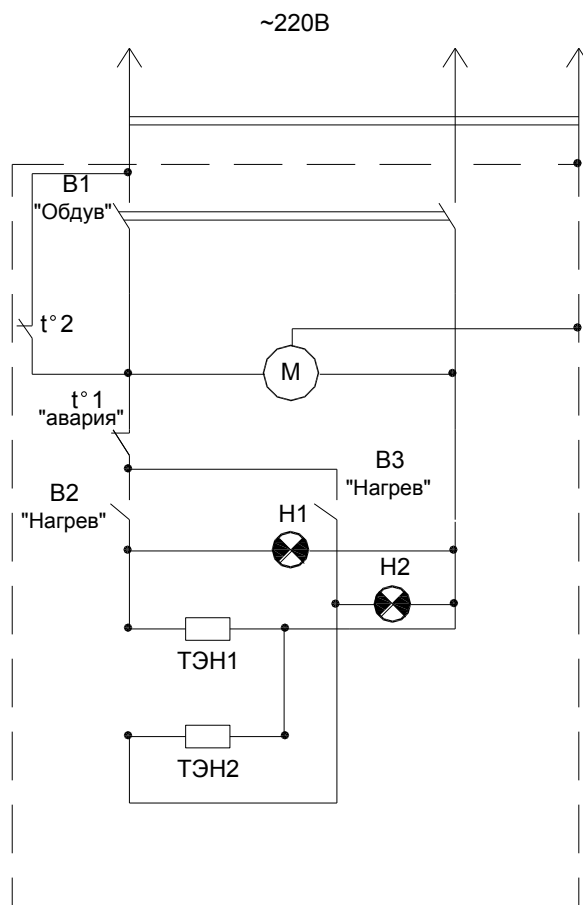 ~220В
В1
"Обдув"
t°2
М
t°1
"авария"
В3
"Нагрев"
В2
"Нагрев"
Н1
Н2
ТЭН1
ТЭН2